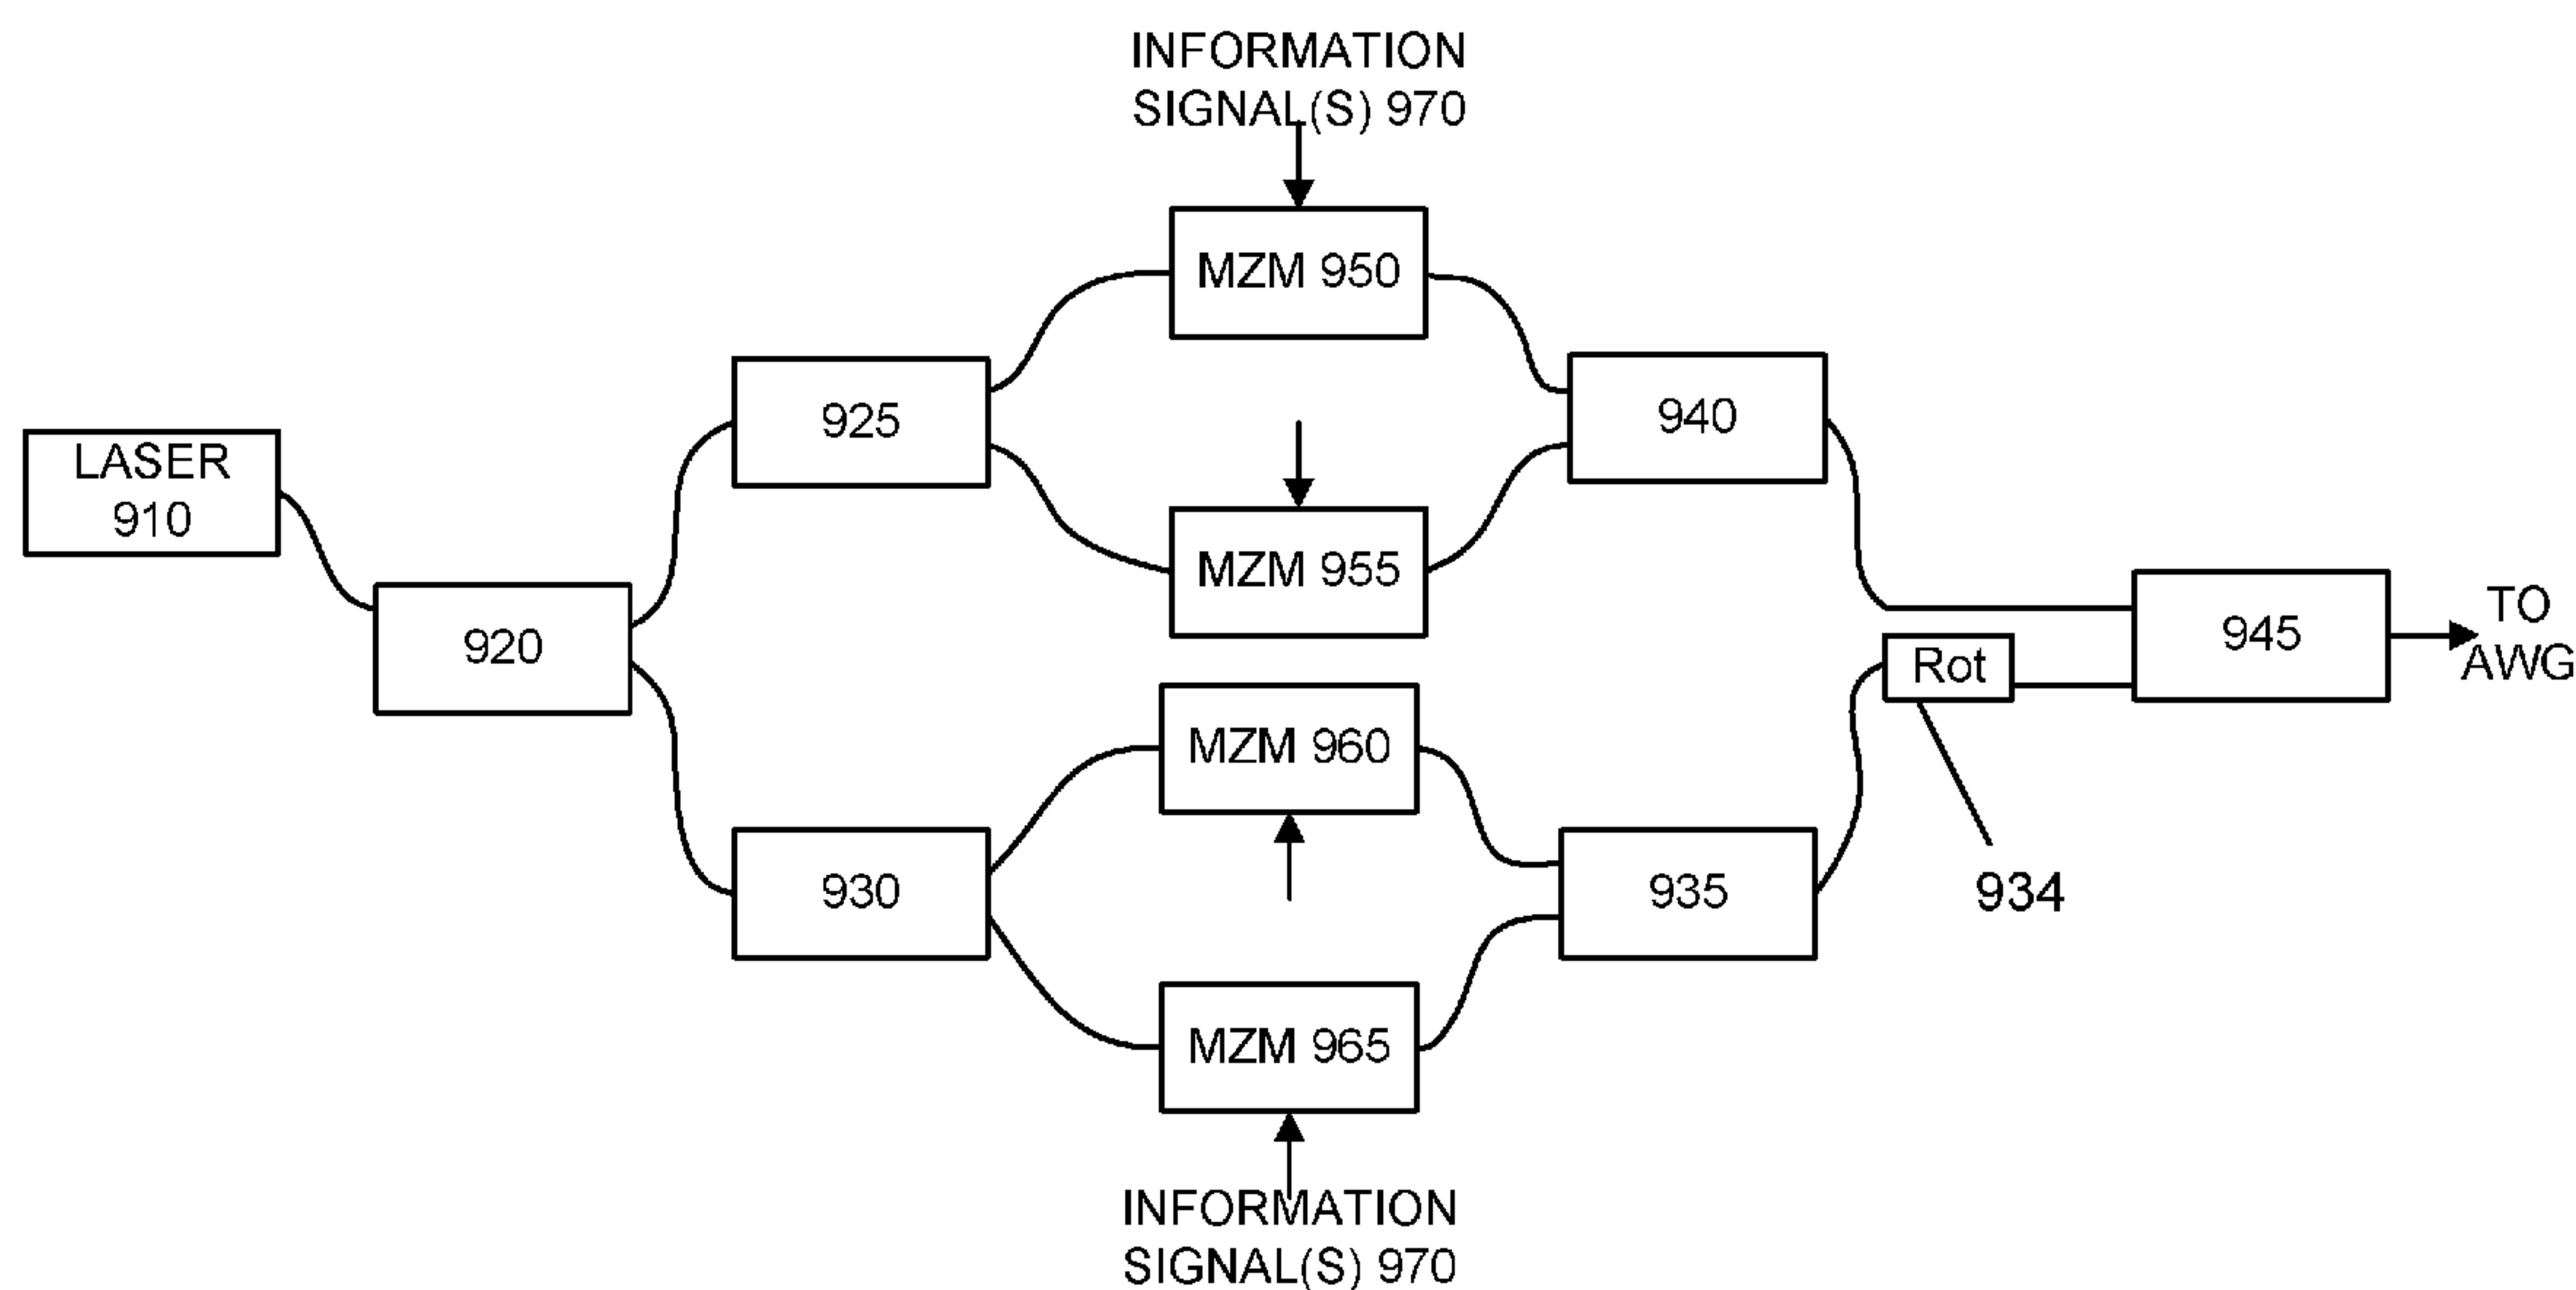 INFORMATION
SIGNAL(S) 970
MZM 950
925
940
LASER
910
MZM 955
920
945
TO
AWG
Rot
MZM 960
930
935
934
MZM 965
INFORMATION
SIGNAL(S) 970